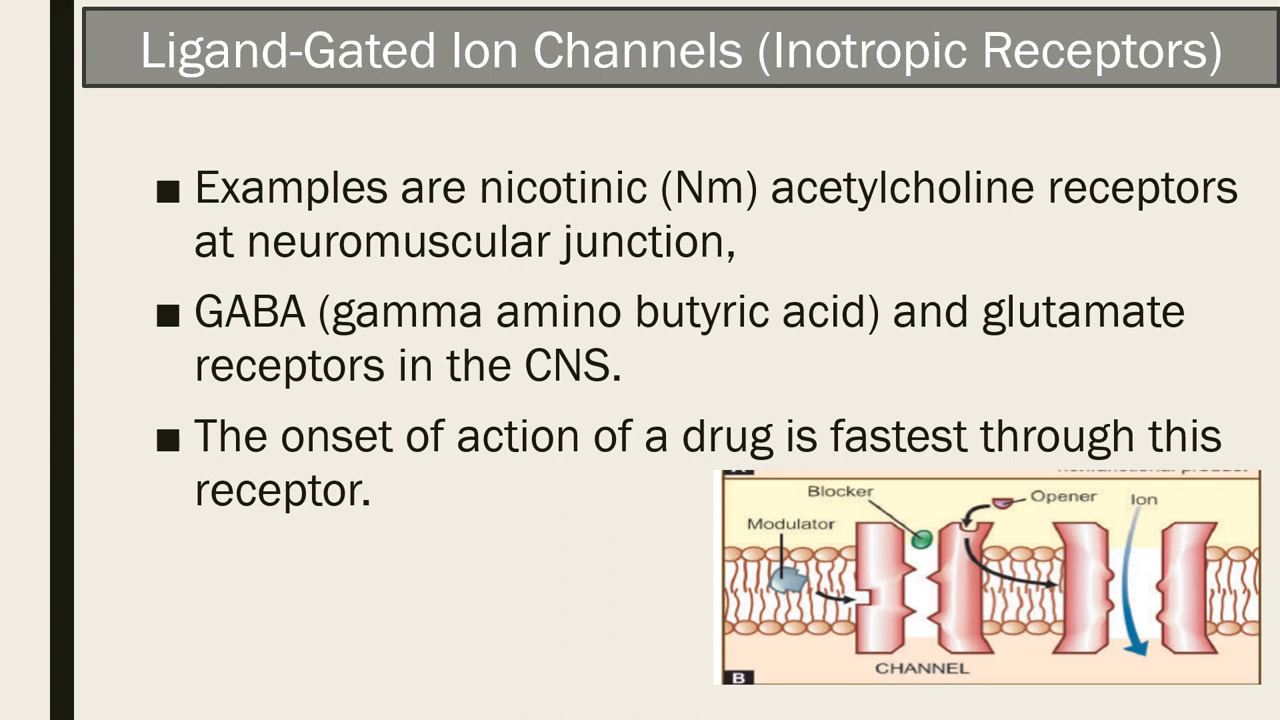 Ligand-Gated Ion Channels (Inotropic Receptors)
■ Examples are nicotinic (Nm) acetylcholine receptors
at neuromuscular junction,
■ GABA (gamma amino butyric acid) and glutamate
receptors in the CNS.
■ The onset of action of a drug is fastest through this
receptor.
Blocker
Opener
Ion
Modulator
CHANNEL
B